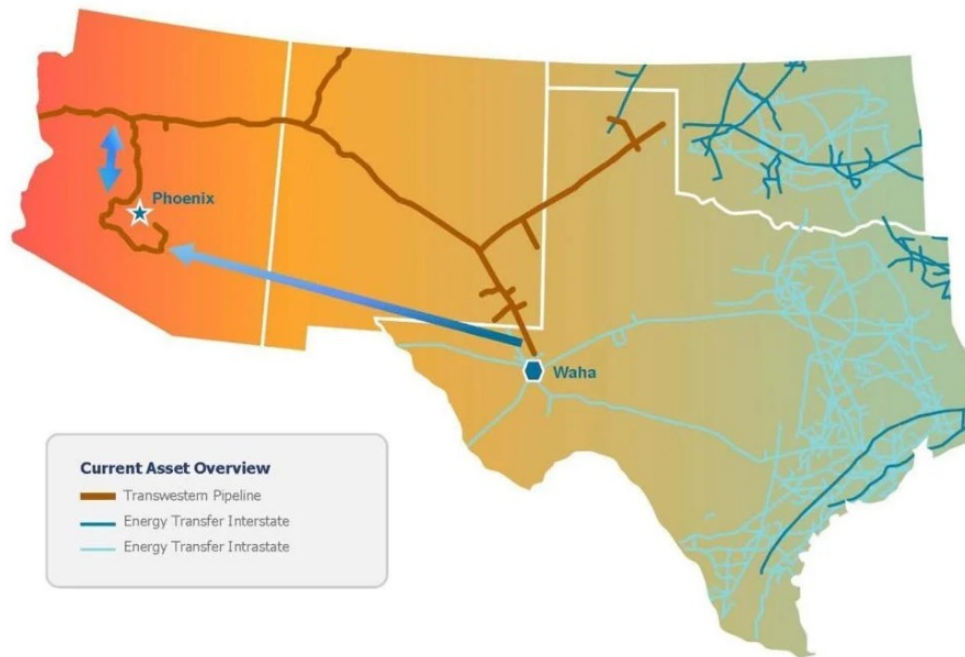 Phoenix
Waha
Current Asset Overview
Transwestern Pipeline
Energy Transfer Interstate
Energy Transfer Intrastate